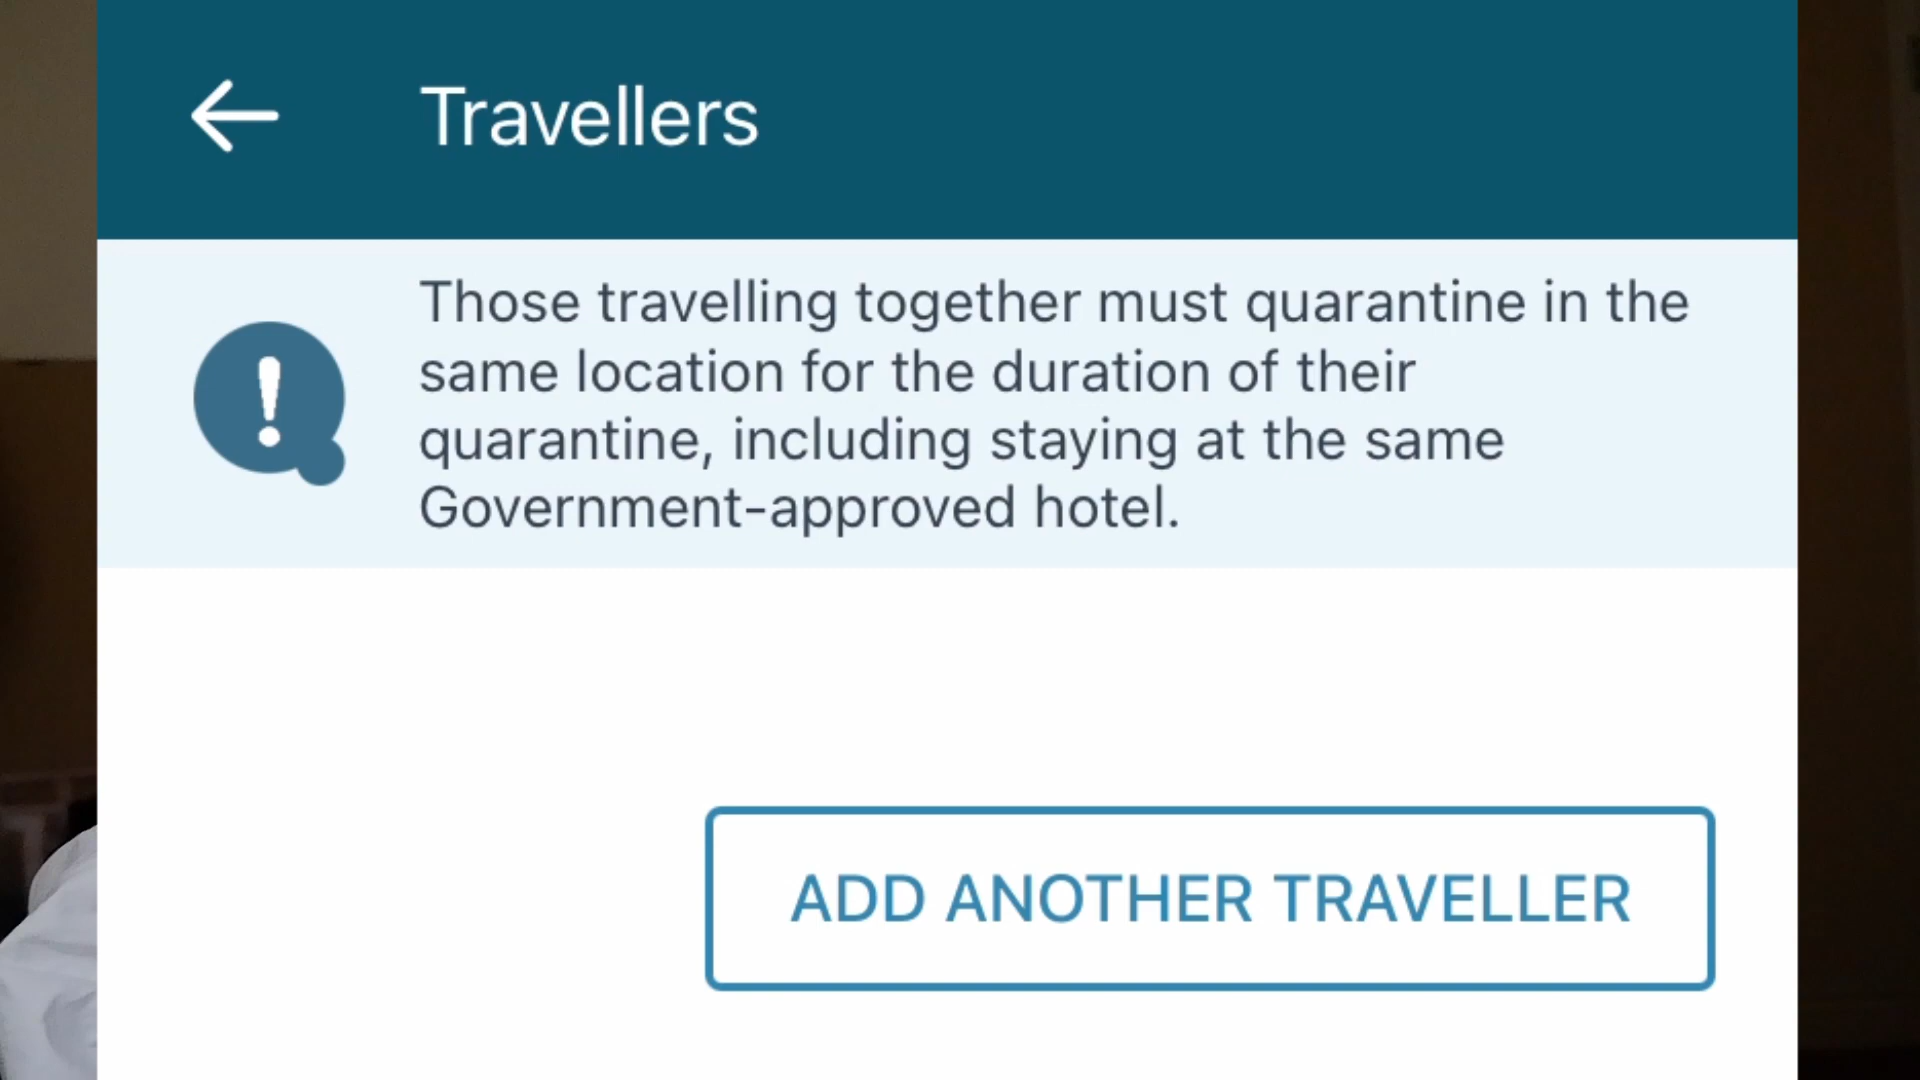 Travellers
Those travelling together must quarantine in the
same location for the duration of their
quarantine, including staying at the same
Government-approved hotel.
ADD ANOTHER TRAVELLER